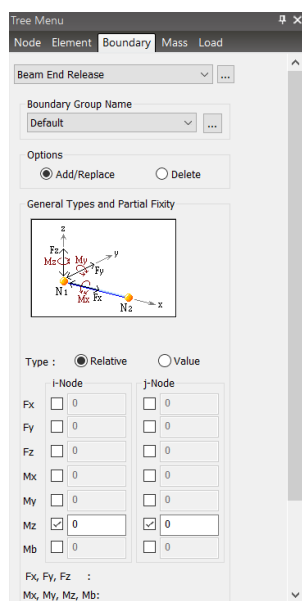 Tree Menu
Node Element Boundary Mass Load
Beam End Release ...
Boundary Group Name
Default ...
Options
Add/Replace Delete
General Types and Partial Fixity
z
Fz
y
Mz My Fy
N1 Mx Fx
N2 x
Type : Relative Value
i-Node j-Node
Fx 0 0
Fy 0 0
Fz 0 0
Mx 0 0
My 0 0
Mz 0 0
Mb 0 0
Fx, Fy, Fz :
Mx, My, Mz, Mb: